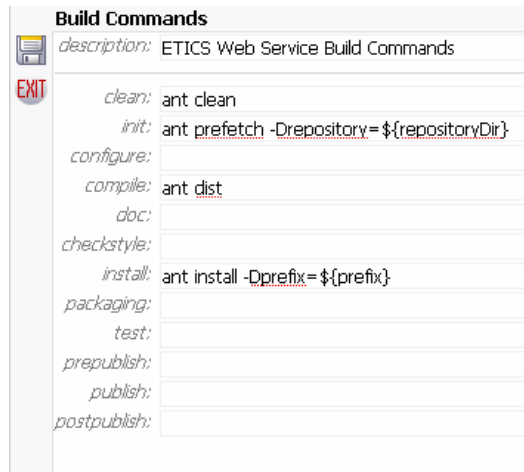 Build Commands
description: ETICS Web Service Build Commands
EXIT
clean: ant clean
init: ant prefetch -Drepository=${repositoryDir}
configure:
compile: ant dist
doc:
checkstyle:
install: ant install -Dprefix=${prefix}
packaging:
test:
prepublish:
publish:
postpublish: